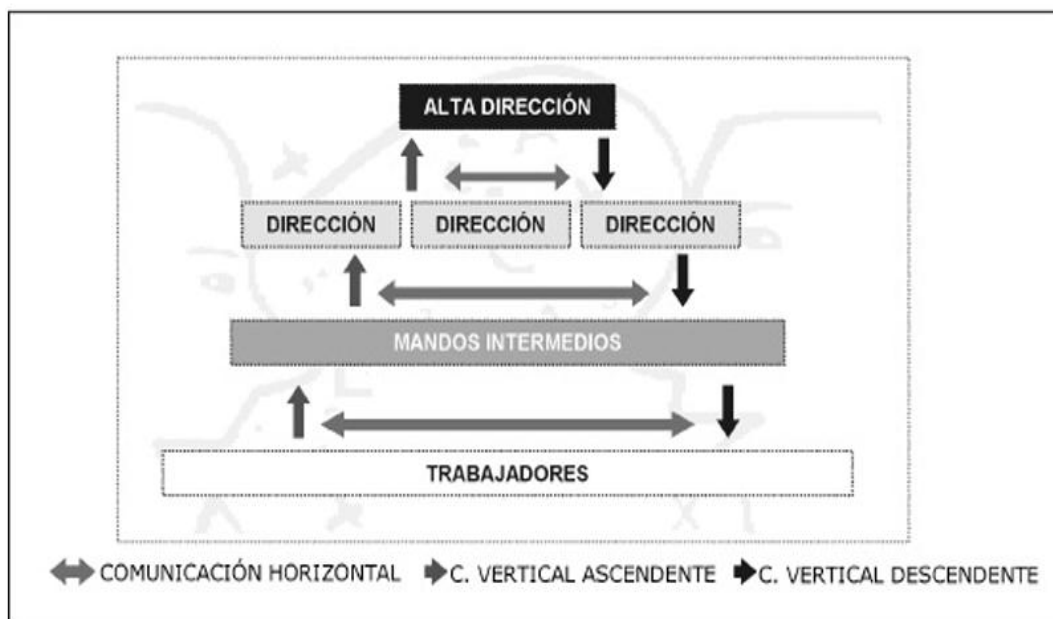 ALTA DIRECCIÓN
DIRECCIÓN DIRECCIÓN DIRECCIÓN
MANDOS INTERMEDIOS
TRABAJADORES
COMUNICACIÓN HORIZONTAL C. VERTICAL ASCENDENTE C. VERTICAL DESCENDENTE